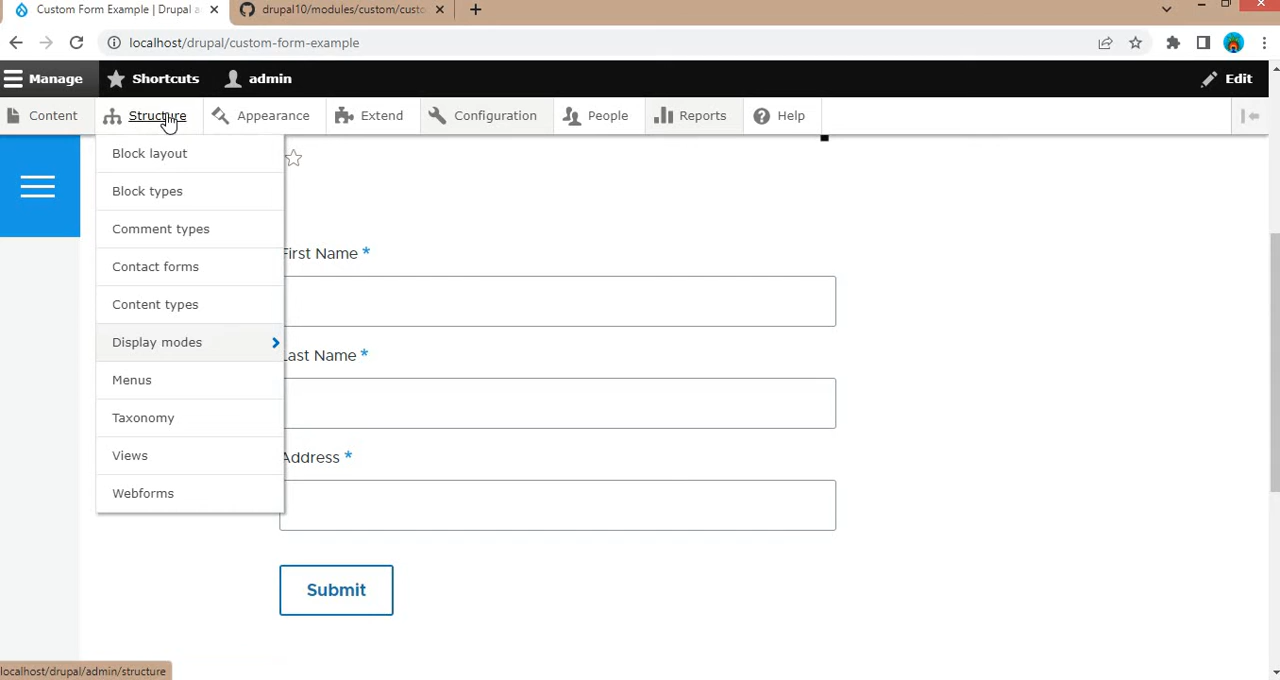 Custom Form Example | Drupal a
drupal10/modules/custom/custo
localhost/drupal/custom-form-example
Manage Shortcuts admin Edit
Content Structure Appearance Extend Configuration People Reports Help
Block layout
Block types
Comment types
Contact forms
Content types
Display modes
Menus
Taxonomy
Views
Webforms
First Name *
Last Name *
Address *
Submit
localhost/drupal/admin/structure